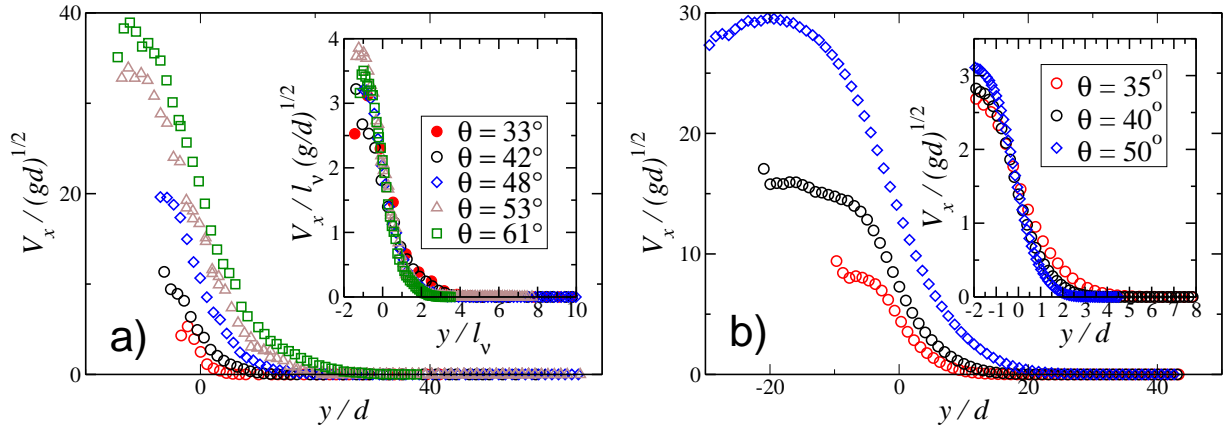 a)
V_x / (gd)^{1/2}
40
20
0
0
40
y / d
V_x / l_ν (g/d)^{1/2}
4
3
2
1
0
-2 0 2 4 6 8 10
y / l_ν
θ = 33°
θ = 42°
θ = 48°
θ = 53°
θ = 61°
b)
V_x / (gd)^{1/2}
30
20
10
0
-20 0 20 40
y / d
V_x / (gd)^{1/2}
3
2
1
0
-2 -1 0 1 2 3 4 5 6 7 8
y / d
θ = 35°
θ = 40°
θ = 50°